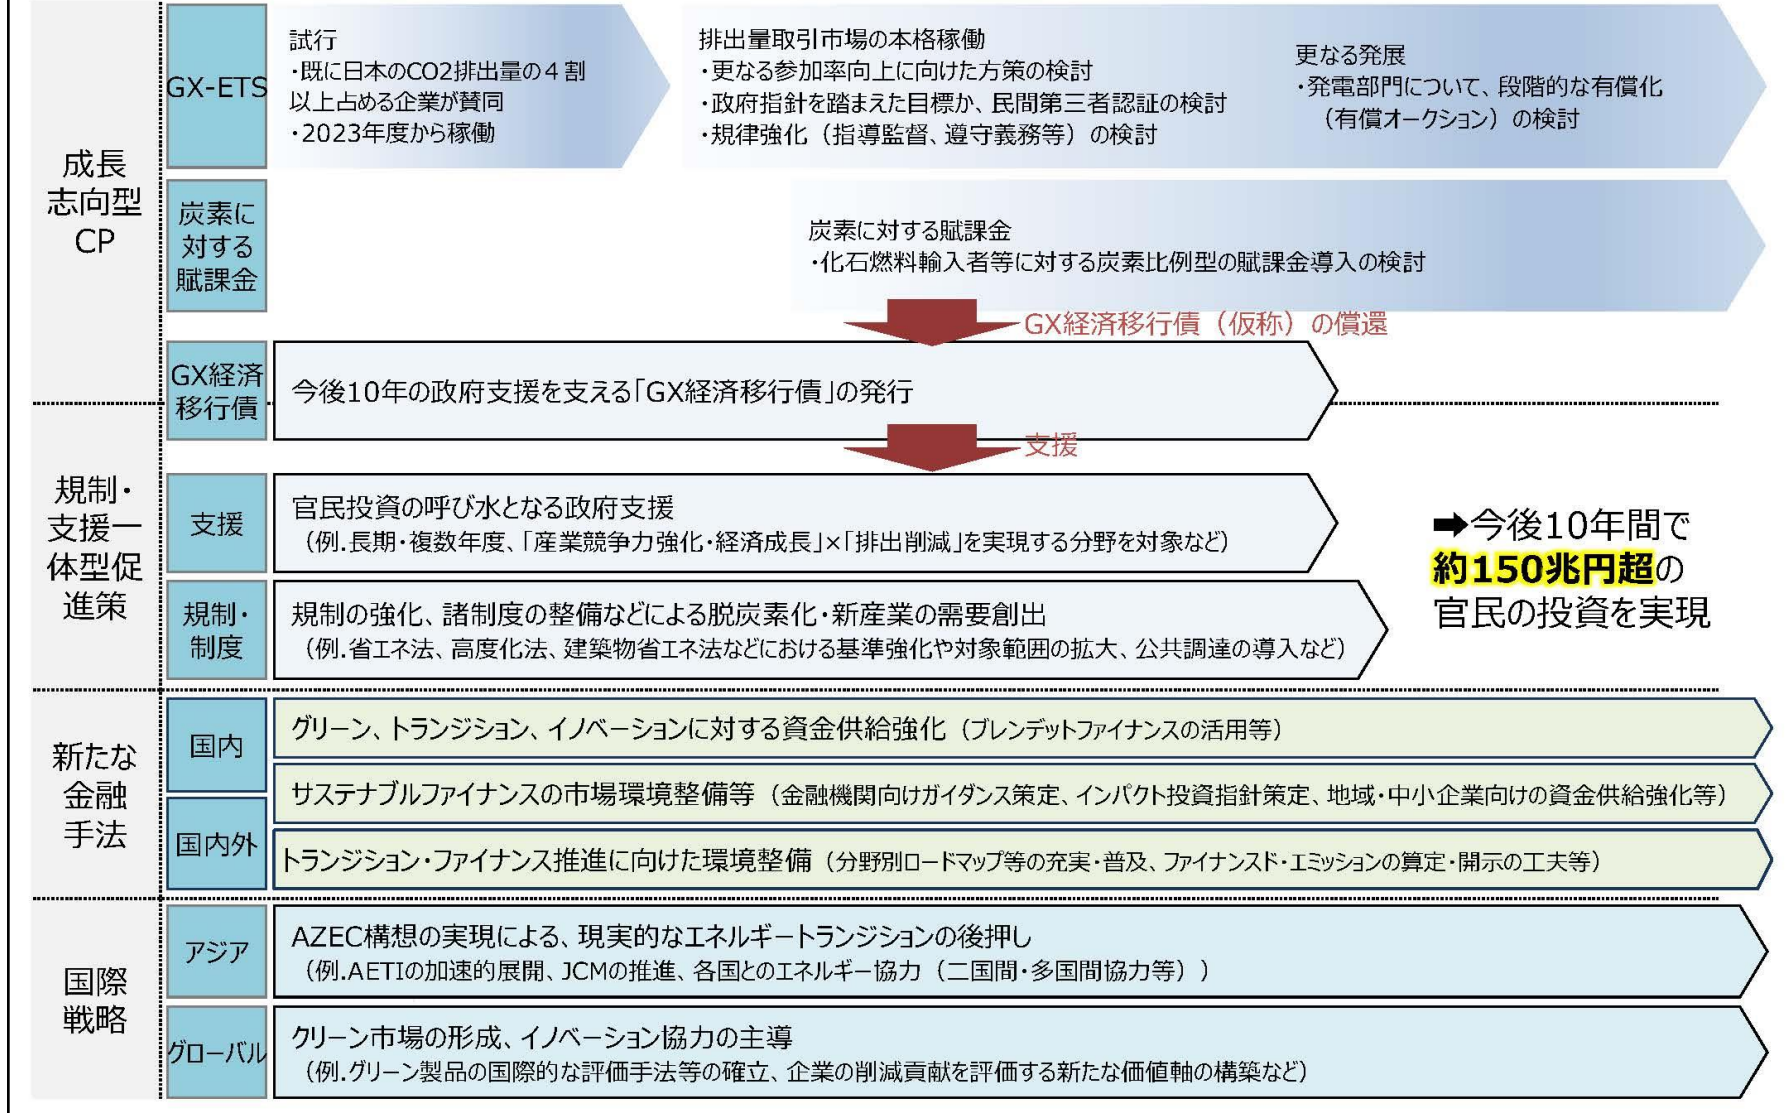 成長
志向型
CP
GX-ETS
試行
・既に日本のCO2排出量の４割
以上占める企業が賛同
・2023年度から稼働
排出量取引市場の本格稼働
・更なる参加率向上に向けた方策の検討
・政府指針を踏まえた目標か、民間第三者認証の検討
・規律強化（指導監督、遵守義務等）の検討
更なる発展
・発電部門について、段階的な有償化
（有償オークション）の検討
炭素に
対する
賦課金
炭素に対する賦課金
・化石燃料輸入者等に対する炭素比例型の賦課金導入の検討
GX経済移行債（仮称）の償還
GX経済
移行債
今後10年の政府支援を支える「GX経済移行債」の発行
支援
規制・
支援一
体型促
進策
支援
官民投資の呼び水となる政府支援
（例.長期・複数年度、「産業競争力強化・経済成長」×「排出削減」を実現する分野を対象など）
規制・
制度
規制の強化、諸制度の整備などによる脱炭素化・新産業の需要創出
（例.省エネ法、高度化法、建築物省エネ法などにおける基準強化や対象範囲の拡大、公共調達の導入など）
➡今後10年間で
約150兆円超の
官民の投資を実現
新たな
金融
手法
国内
グリーン、トランジション、イノベーションに対する資金供給強化（ブレンデットファイナンスの活用等）
サステナブルファイナンスの市場環境整備等（金融機関向けガイダンス策定、インパクト投資指針策定、地域・中小企業向けの資金供給強化等）
国内外
トランジション・ファイナンス推進に向けた環境整備（分野別ロードマップ等の充実・普及、ファイナンスド・エミッションの算定・開示の工夫等）
国際
戦略
アジア
AZEC構想の実現による、現実的なエネルギートランジションの後押し
（例.AETIの加速的展開、JCMの推進、各国とのエネルギー協力（二国間・多国間協力等））
グローバル
クリーン市場の形成、イノベーション協力の主導
（例.グリーン製品の国際的な評価手法等の確立、企業の削減貢献を評価する新たな価値軸の構築など）